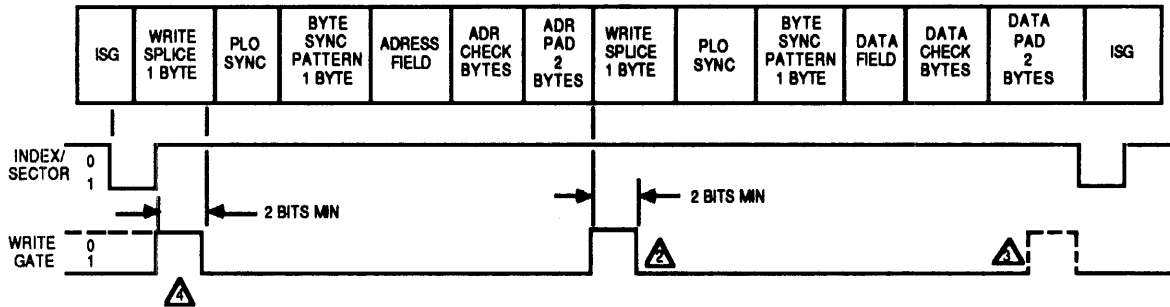 ISG
WRITE
SPLICE
1 BYTE
PLO
SYNC
BYTE
SYNC
PATTERN
1 BYTE
ADRESS
FIELD
ADR
CHECK
BYTES
ADR
PAD
2
BYTES
WRITE
SPLICE
1 BYTE
PLO
SYNC
BYTE
SYNC
PATTERN
1 BYTE
DATA
FIELD
DATA
CHECK
BYTES
DATA
PAD
2
BYTES
ISG
INDEX/
SECTOR
0
1
2 BITS MIN
2 BITS MIN
WRITE
GATE
0
1
4
2
3